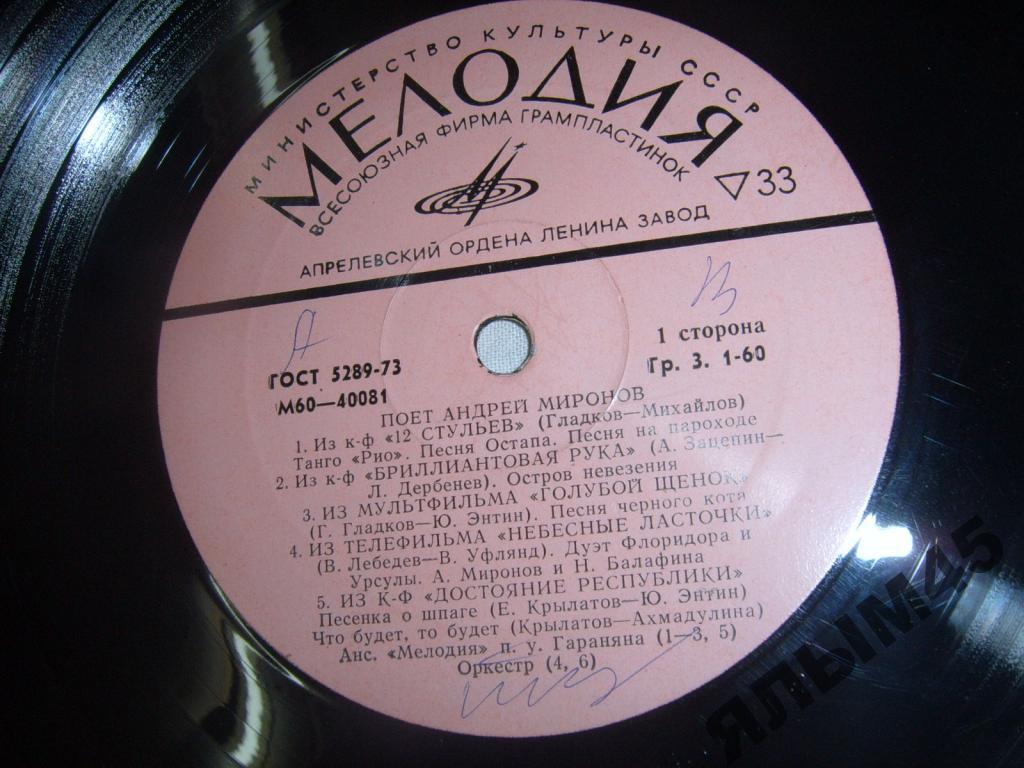 МИНИСТЕРСТВО КУЛЬТУРЫ СССР
МЕЛОДИЯ
ВСЕСОЮЗНАЯ ФИРМА ГРАМПЛАСТИНОК
33
АПРЕЛЕВСКИЙ ОРДЕНА ЛЕНИНА ЗАВОД
А
В
ГОСТ 5289-73
М60—40081
1 сторона
Гр. 3. 1-60
ПОЕТ АНДРЕЙ МИРОНОВ
1. Из к-ф «12 СТУЛЬЕВ» (Гладков—Михайлов)
Танго «Рио». Песня Остапа. Песня на пароходе
2. Из к-ф «БРИЛЛИАНТОВАЯ РУКА» (А. Зацепин—
Л. Дербенев). Остров невезения
3. ИЗ МУЛЬТФИЛЬМА «ГОЛУБОЙ ЩЕНОК»
(Г. Гладков—Ю. Энтин). Песня черного кота
4. ИЗ ТЕЛЕФИЛЬМА «НЕБЕСНЫЕ ЛАСТОЧКИ»
(В. Лебедев—В. Уфлянд). Дуэт Флоридора и
Урсулы. А. Миронов и Н. Балафина
5. ИЗ К-Ф «ДОСТОЯНИЕ РЕСПУБЛИКИ»
Песенка о шпаге (Е. Крылатов—Ю. Энтин)
Что будет, то будет (Крылатов—Ахмадулина)
Анс. «Мелодия» п. у. Гараняна (1—3, 5)
Оркестр (4, 6)
ЯЛЫМ45